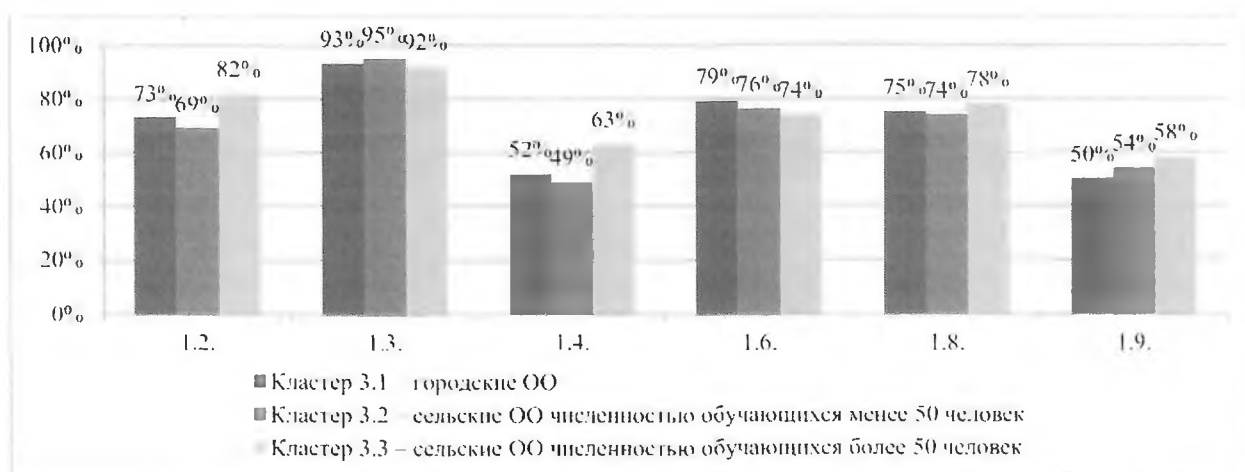 93% 95% 92%
100%
82% 79% 76% 74% 75% 74% 78%
80% 73% 69%
63%
60% 52% 49% 50% 54% 58%
40%
20%
0%
1.2. 1.3. 1.4. 1.6. 1.8. 1.9.
Кластер 3.1 – городские ОО
Кластер 3.2 – сельские ОО численностью обучающихся менее 50 человек
Кластер 3.3 – сельские ОО численностью обучающихся более 50 человек